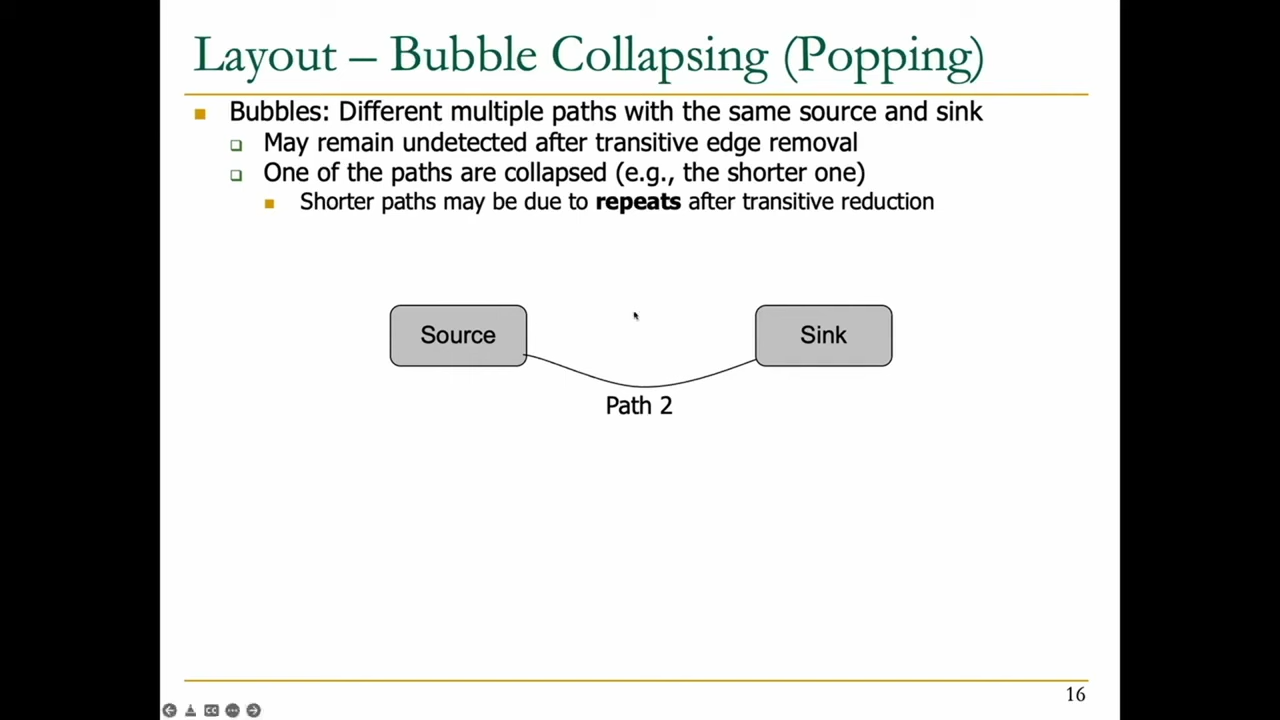 Layout – Bubble Collapsing (Popping)
Bubbles: Different multiple paths with the same source and sink
May remain undetected after transitive edge removal
One of the paths are collapsed (e.g., the shorter one)
Shorter paths may be due to repeats after transitive reduction
Source
Sink
Path 2
16
CC